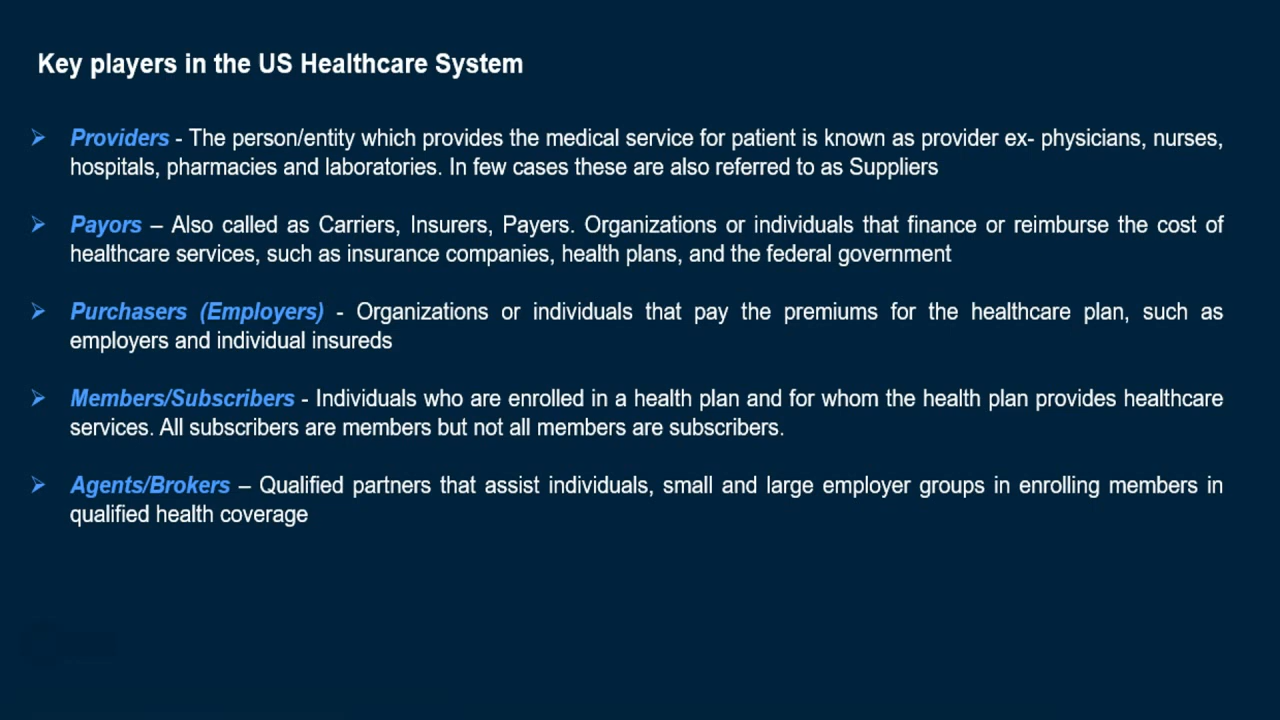 Key players in the US Healthcare System
Providers - The person/entity which provides the medical service for patient is known as provider ex- physicians, nurses,
hospitals, pharmacies and laboratories. In few cases these are also referred to as Suppliers
Payors – Also called as Carriers, Insurers, Payers. Organizations or individuals that finance or reimburse the cost of
healthcare services, such as insurance companies, health plans, and the federal government
Purchasers (Employers) - Organizations or individuals that pay the premiums for the healthcare plan, such as
employers and individual insureds
Members/Subscribers - Individuals who are enrolled in a health plan and for whom the health plan provides healthcare
services. All subscribers are members but not all members are subscribers.
Agents/Brokers – Qualified partners that assist individuals, small and large employer groups in enrolling members in
qualified health coverage